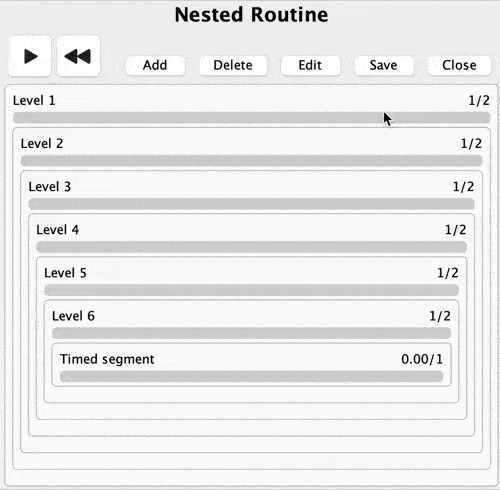 Nested Routine
Add Delete Edit Save Close
Level 1 1/2
Level 2 1/2
Level 3 1/2
Level 4 1/2
Level 5 1/2
Level 6 1/2
Timed segment 0.00/1